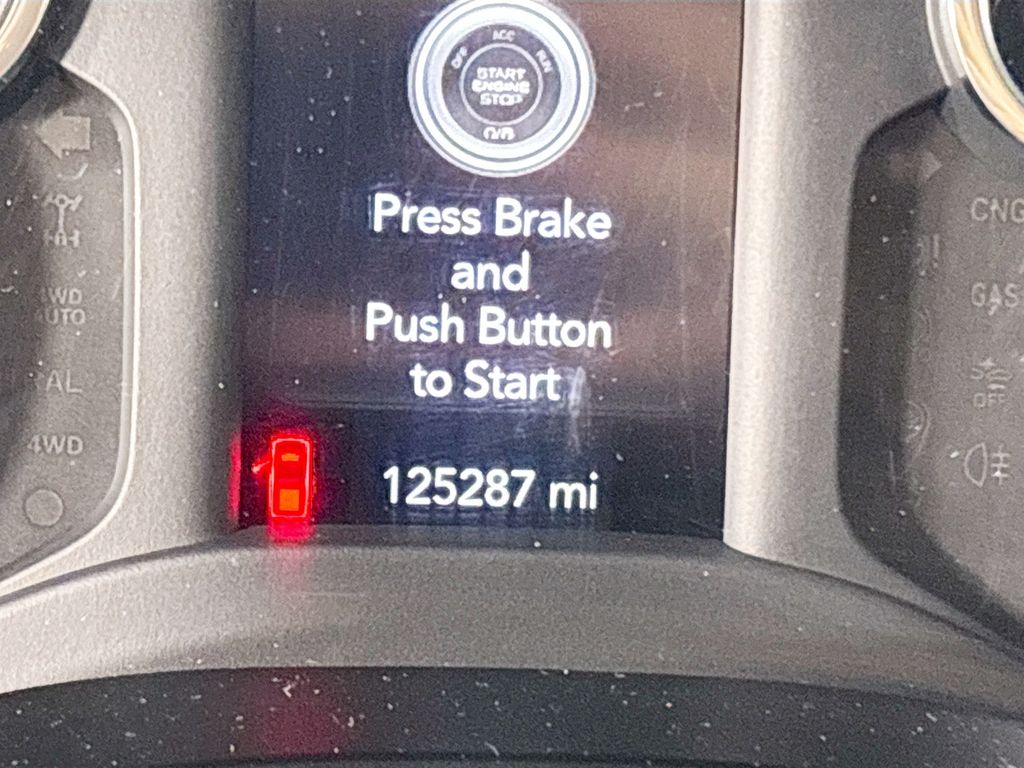 ACC
OFF RUN
START
ENGINE
STOP
Press Brake
and
Push Button
to Start
125287 mi
4WD
AUTO
4WD
CNG
GAS
OFF